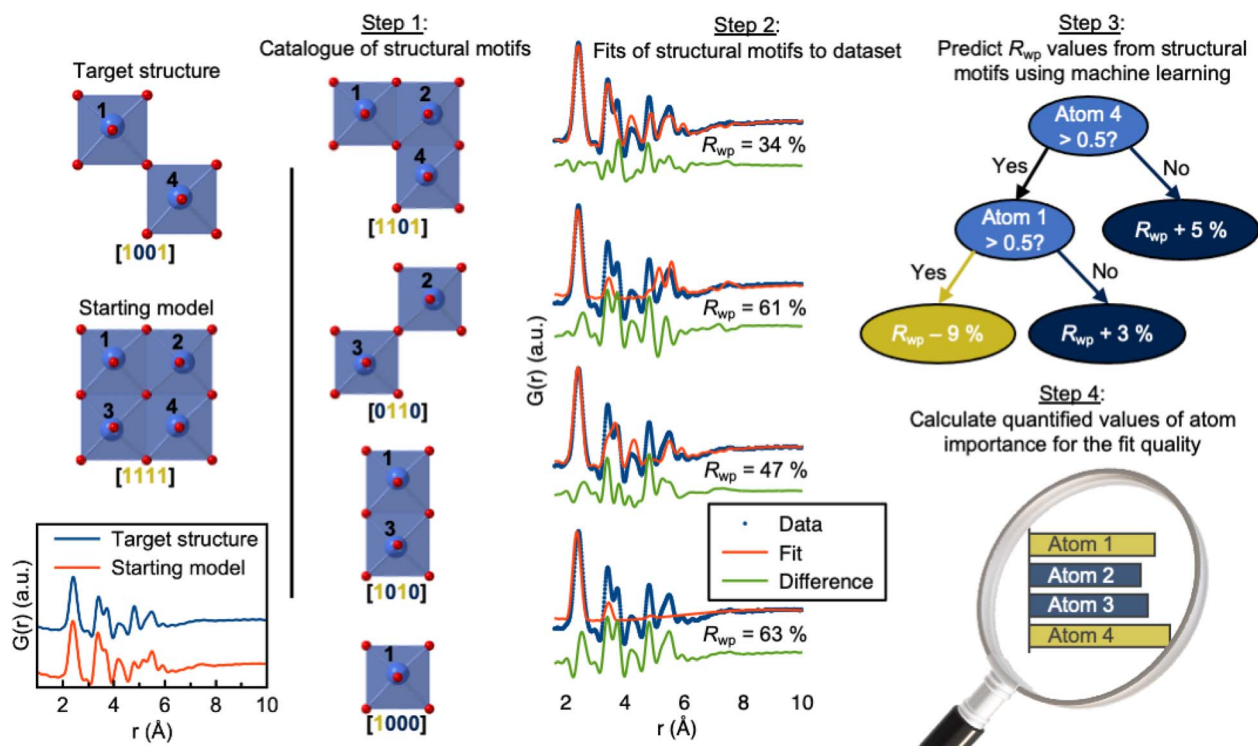 Target structure
1
4
[1001]
Starting model
1
2
3
4
[1111]
G(r) (a.u.)
Target structure
Starting model
2
4
6
8
10
r (Å)
Step 1:
Catalogue of structural motifs
1
2
4
[1101]
2
3
[0110]
1
3
[1010]
1
[1000]
Step 2:
Fits of structural motifs to dataset
G(r) (a.u.)
Rwp = 34 %
Rwp = 61 %
Rwp = 47 %
Data
Fit
Difference
Rwp = 63 %
2
4
6
8
10
r (Å)
Step 3:
Predict Rwp values from structural
motifs using machine learning
Atom 4
> 0.5?
Yes
No
Atom 1
> 0.5?
Rwp + 5 %
Yes
No
Rwp – 9 %
Rwp + 3 %
Step 4:
Calculate quantified values of atom
importance for the fit quality
Atom 1
Atom 2
Atom 3
Atom 4